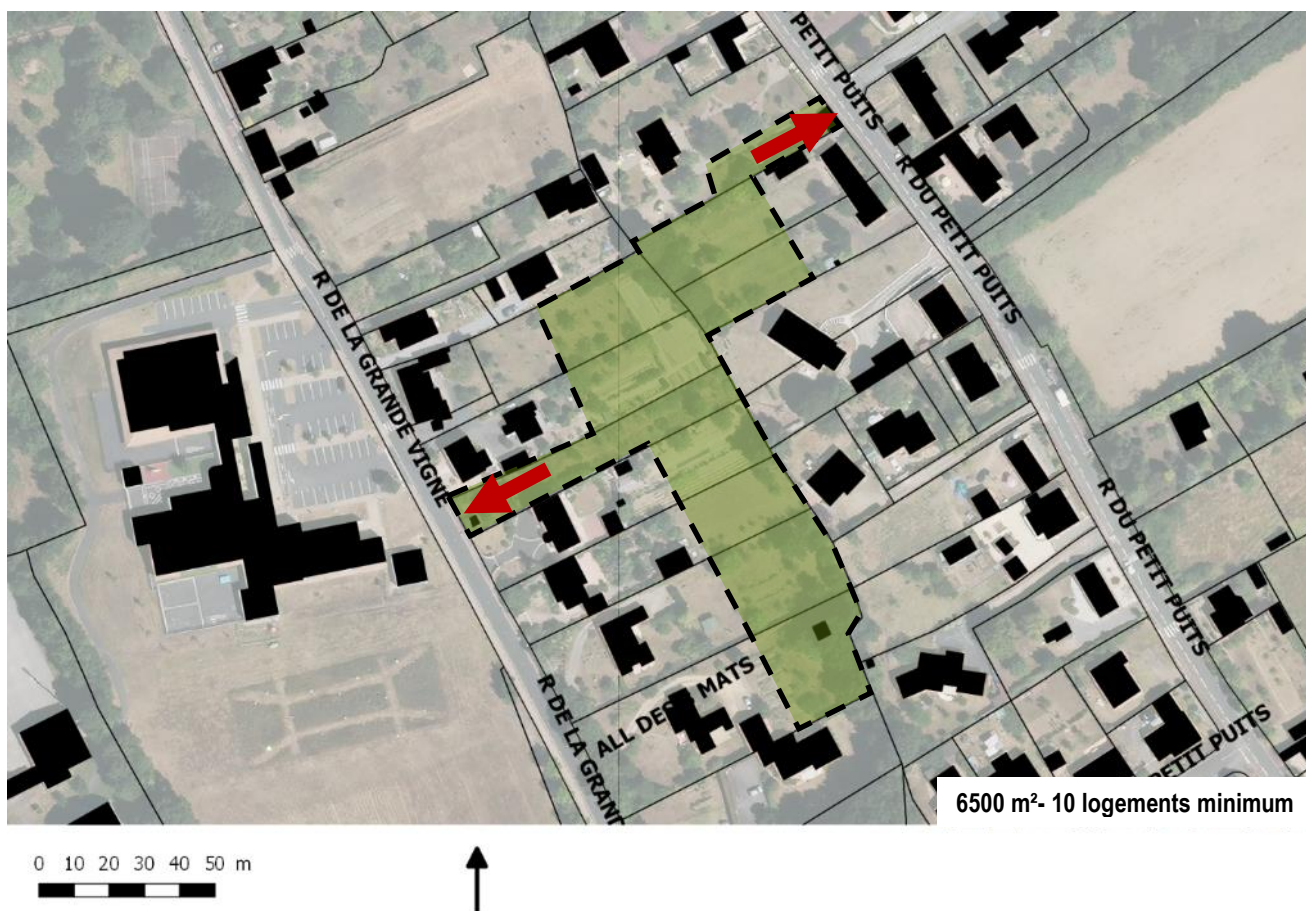 PETIT PUITS
R DU PETIT PUITS
R DE LA GRANDE VIGNE
R DU PETIT PUITS
R DE LA GRAN
ALL DES MATS
PETIT PUITS
6500 m²- 10 logements minimum
0 10 20 30 40 50 m